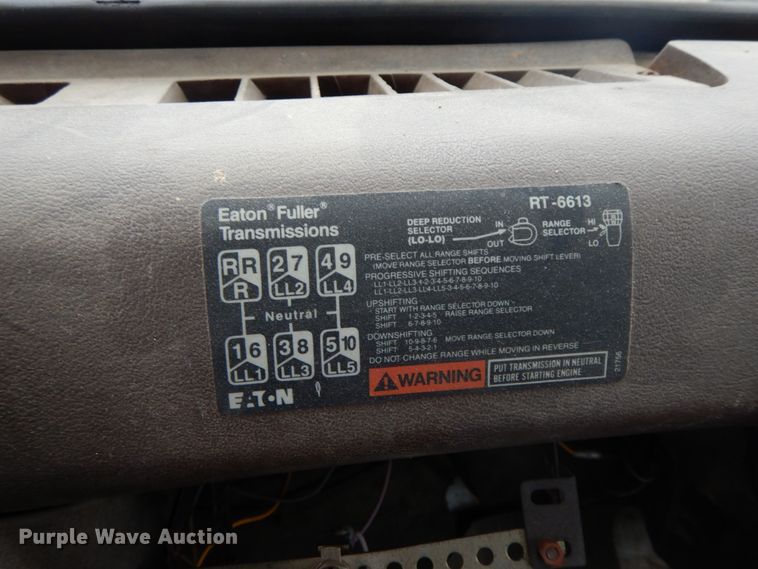 Eaton® Fuller®
Transmissions
RT-6613
DEEP REDUCTION
SELECTOR
(LO-LO)
IN
OUT
RANGE
SELECTOR
HI
LO
R R
R
2 7
LL2
4 9
LL4
Neutral
1 6
LL1
3 8
LL3
5 10
LL5
PRE-SELECT ALL RANGE SHIFTS
(MOVE RANGE SELECTOR BEFORE MOVING SHIFT LEVER)
PROGRESSIVE SHIFTING SEQUENCES
LL1-LL2-LL3-1-2-3-4-5-6-7-8-9-10
LL1-LL2-LL3-LL4-LL5-3-4-5-6-7-8-9-10
UPSHIFTING
START WITH RANGE SELECTOR DOWN
SHIFT 1-2-3-4-5 RAISE RANGE SELECTOR
SHIFT 6-7-8-9-10
DOWNSHIFTING
SHIFT 10-9-8-7-6 MOVE RANGE SELECTOR DOWN
SHIFT 5-4-3-2-1
DO NOT CHANGE RANGE WHILE MOVING IN REVERSE
WARNING
PUT TRANSMISSION IN NEUTRAL
BEFORE STARTING ENGINE
21756
EATON
Purple Wave Auction